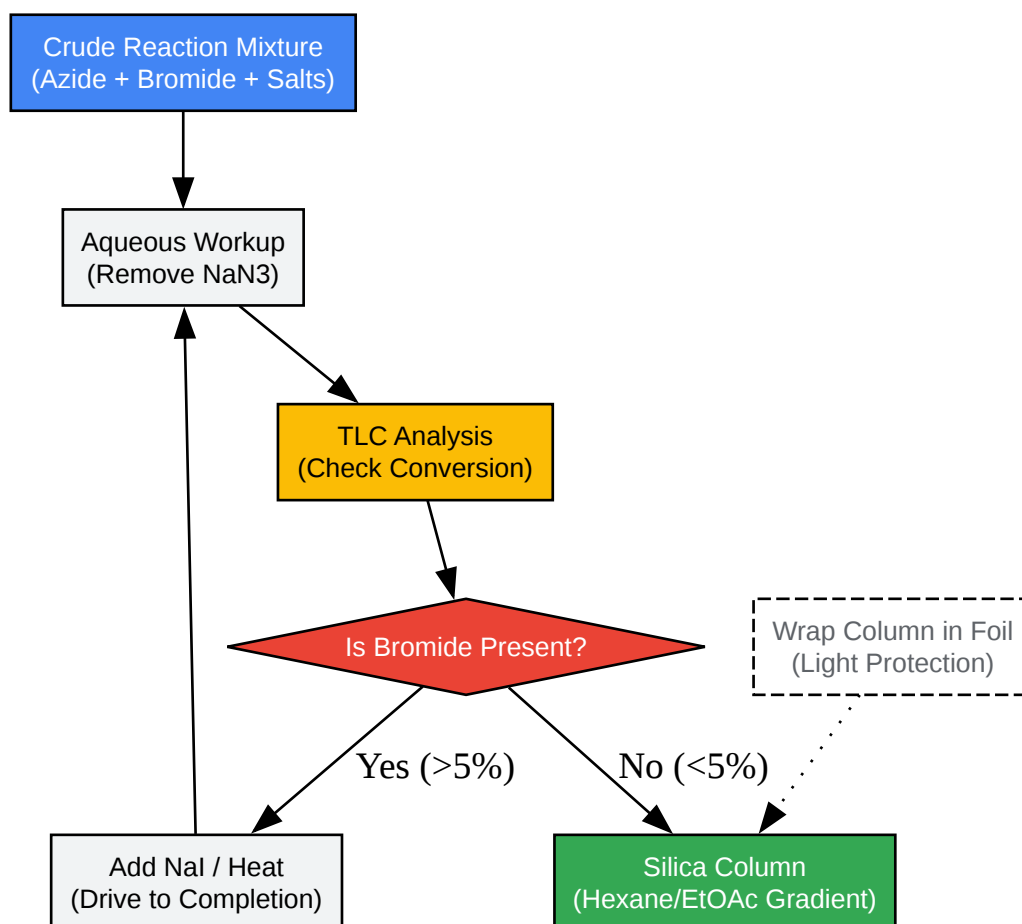 Crude Reaction Mixture
(Azide + Bromide + Salts)
Aqueous Workup
(Remove NaN3)
TLC Analysis
(Check Conversion)
Is Bromide Present?
Wrap Column in Foil
(Light Protection)
Yes (>5%)
No (<5%)
Add NaI / Heat
(Drive to Completion)
Silica Column
(Hexane/EtOAc Gradient)